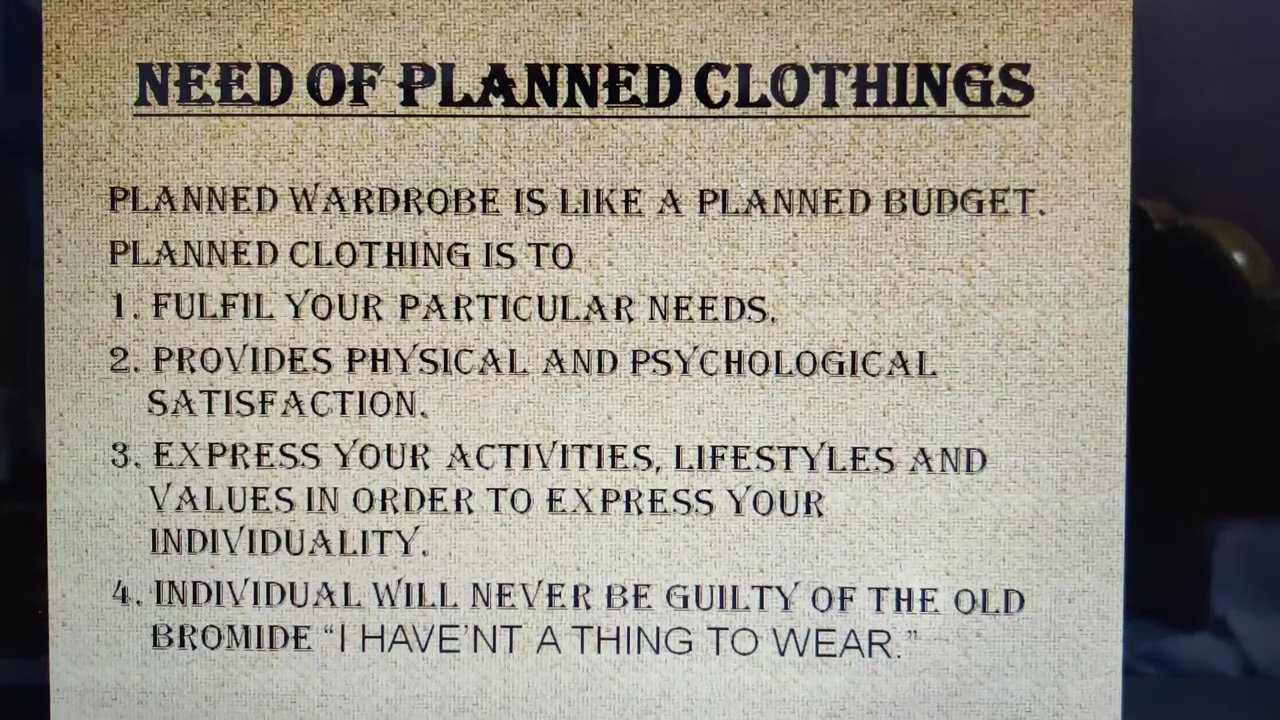 NEED OF PLANNED CLOTHINGS
PLANNED WARDROBE IS LIKE A PLANNED BUDGET.
PLANNED CLOTHING IS TO
1. FULFIL YOUR PARTICULAR NEEDS.
2. PROVIDES PHYSICAL AND PSYCHOLOGICAL
SATISFACTION.
3. EXPRESS YOUR ACTIVITIES, LIFESTYLES AND
VALUES IN ORDER TO EXPRESS YOUR
INDIVIDUALITY.
4. INDIVIDUAL WILL NEVER BE GUILTY OF THE OLD
BROMIDE “I HAVE’NT A THING TO WEAR.”